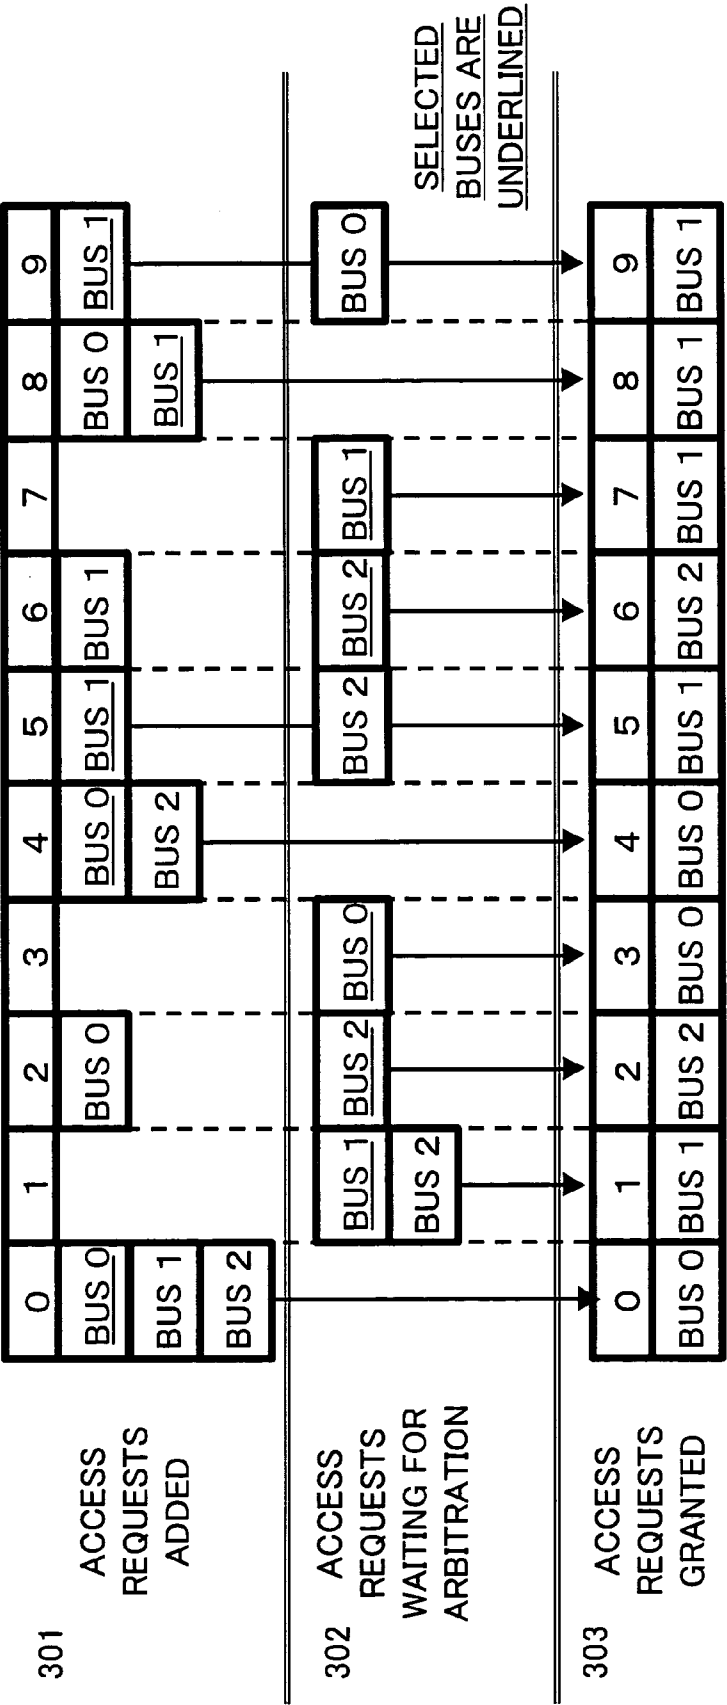 301
ACCESS
REQUESTS
ADDED
0 1 2 3 4 5 6 7 8 9
BUS 0 BUS 0 BUS 0 BUS 1 BUS 1 BUS 0 BUS 1
BUS 1 BUS 2 BUS 1
BUS 2
302
ACCESS
REQUESTS
WAITING FOR
ARBITRATION
BUS 1 BUS 2 BUS 0 BUS 2 BUS 2 BUS 1 BUS 0
BUS 2
SELECTED
BUSES ARE
UNDERLINED
303
ACCESS
REQUESTS
GRANTED
0 1 2 3 4 5 6 7 8 9
BUS 0 BUS 1 BUS 2 BUS 0 BUS 0 BUS 1 BUS 2 BUS 1 BUS 1 BUS 1